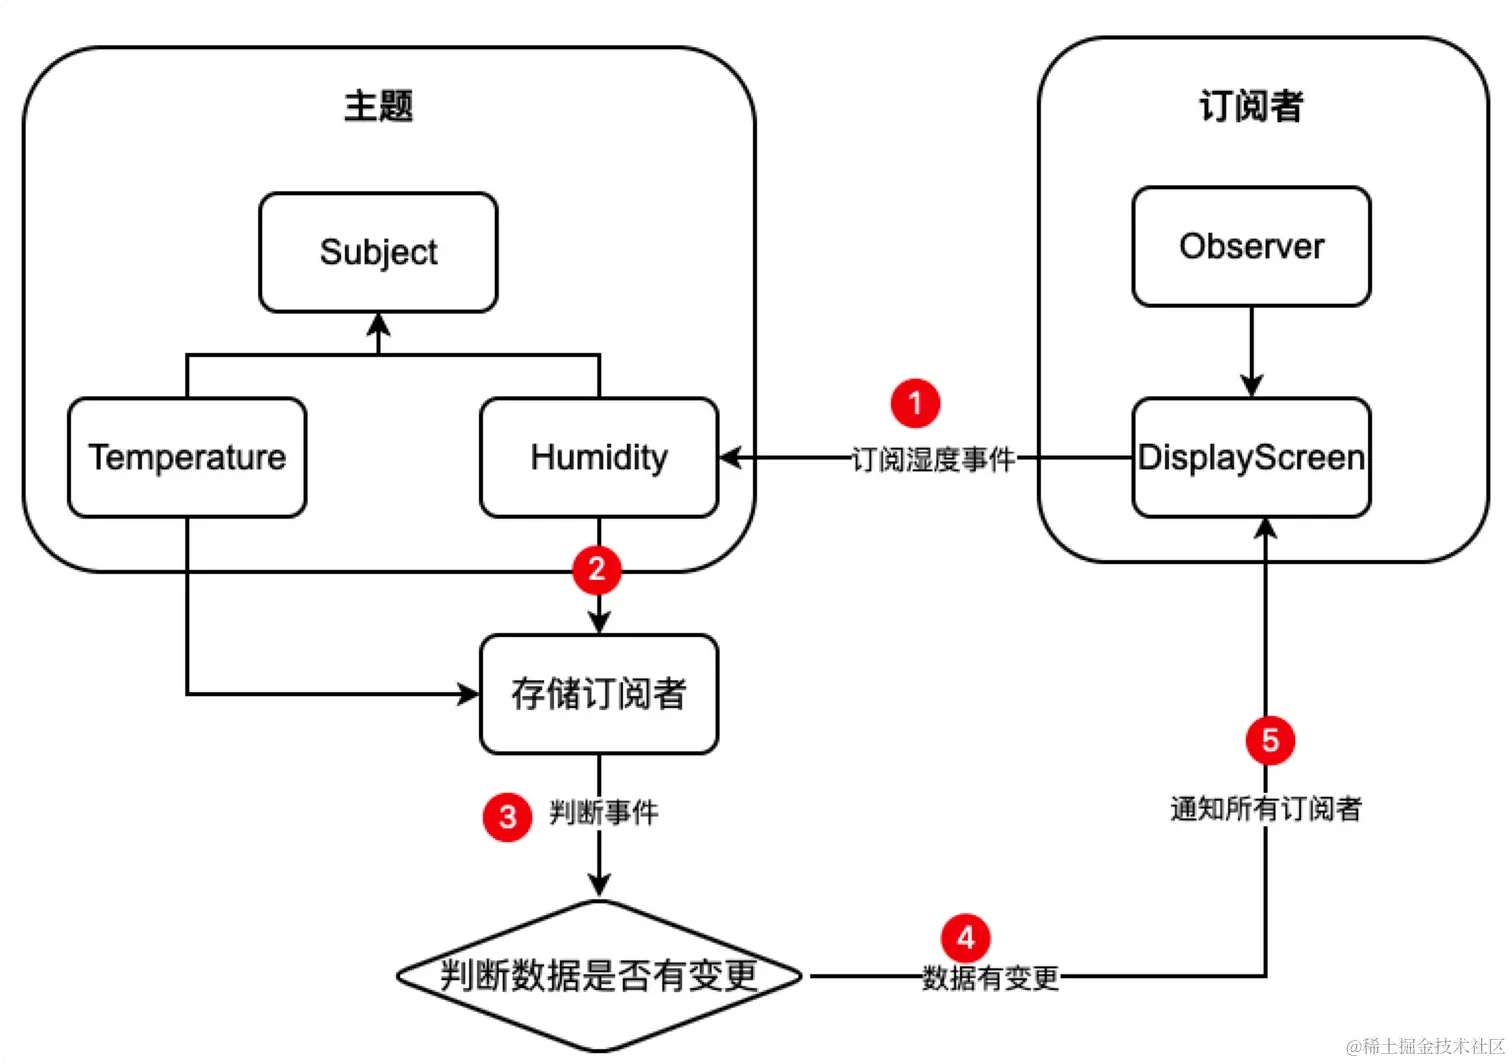 主题
订阅者
Subject
Observer
Temperature
Humidity
1
订阅湿度事件
DisplayScreen
2
存储订阅者
3
判断事件
5
通知所有订阅者
4
判断数据是否有变更
数据有变更
@稀土掘金技术社区